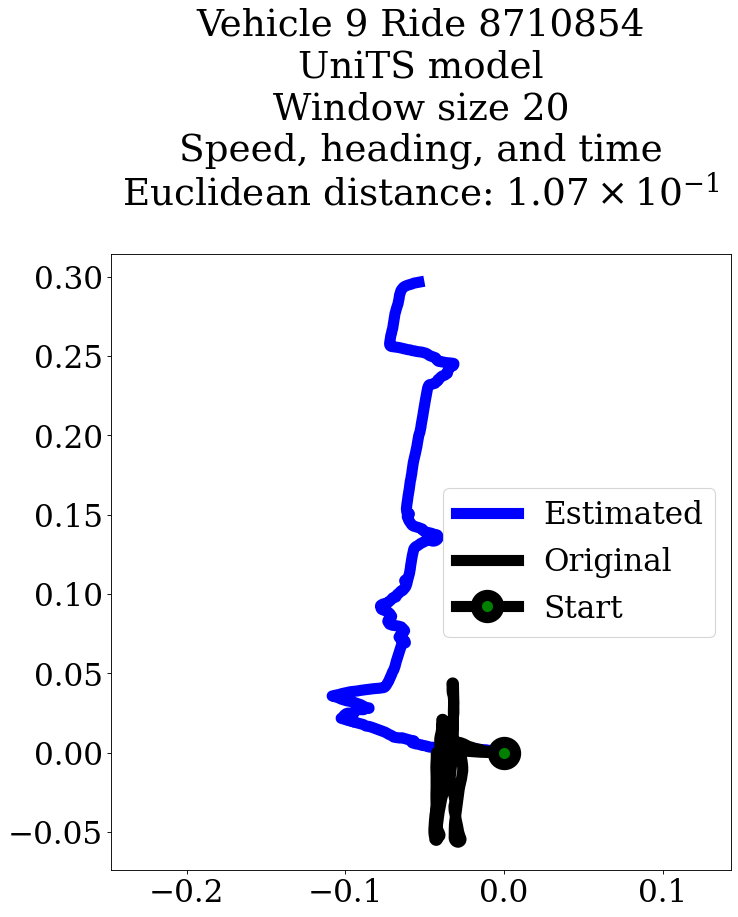 Vehicle 9 Ride 8710854
UniTS model
Window size 20
Speed, heading, and time
Euclidean distance: 1.07 × 10⁻¹
0.30
0.25
0.20
0.15
0.10
0.05
0.00
−0.05
Estimated
Original
Start
−0.2
−0.1
0.0
0.1